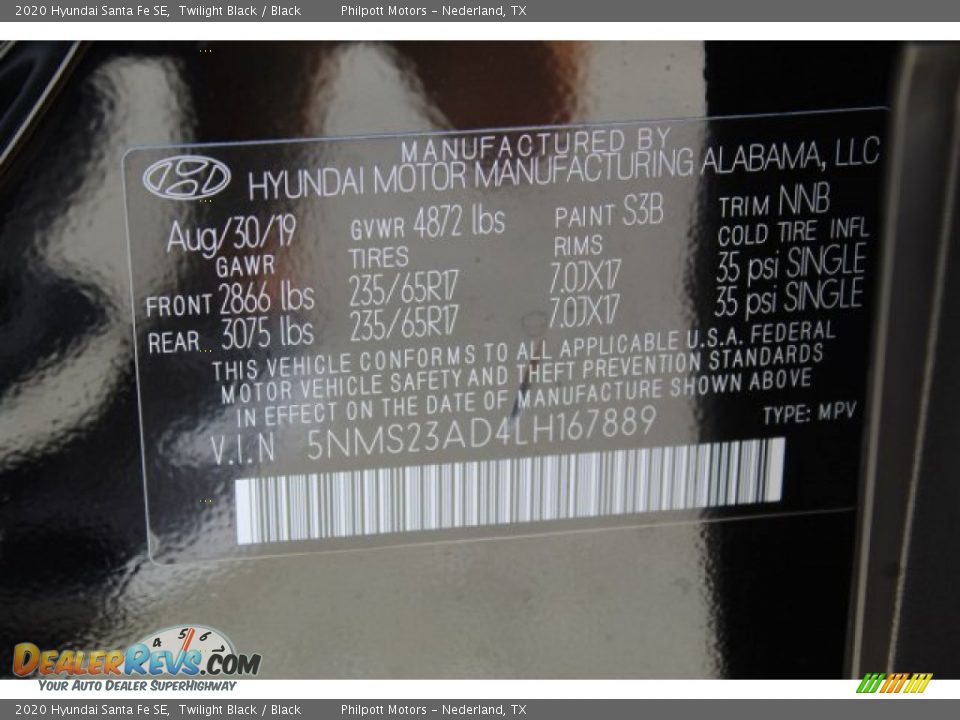 2020 Hyundai Santa Fe SE, Twilight Black / Black Philpott Motors - Nederland, TX
MANUFACTURED BY
HYUNDAI MOTOR MANUFACTURING ALABAMA, LLC
Aug/30/19 GVWR 4872 lbs PAINT S3B TRIM NNB
GAWR TIRES RIMS COLD TIRE INFL
FRONT 2866 lbs 235/65R17 7.0JX17 35 psi SINGLE
REAR 3075 lbs 235/65R17 7.0JX17 35 psi SINGLE
THIS VEHICLE CONFORMS TO ALL APPLICABLE U.S.A. FEDERAL
MOTOR VEHICLE SAFETY AND THEFT PREVENTION STANDARDS
IN EFFECT ON THE DATE OF MANUFACTURE SHOWN ABOVE
V.I.N 5NMS23AD4LH167889 TYPE: MPV
4 5 6 7
DEALERREVS.COM
YOUR AUTO DEALER SUPERHIGHWAY
2020 Hyundai Santa Fe SE, Twilight Black / Black Philpott Motors - Nederland, TX